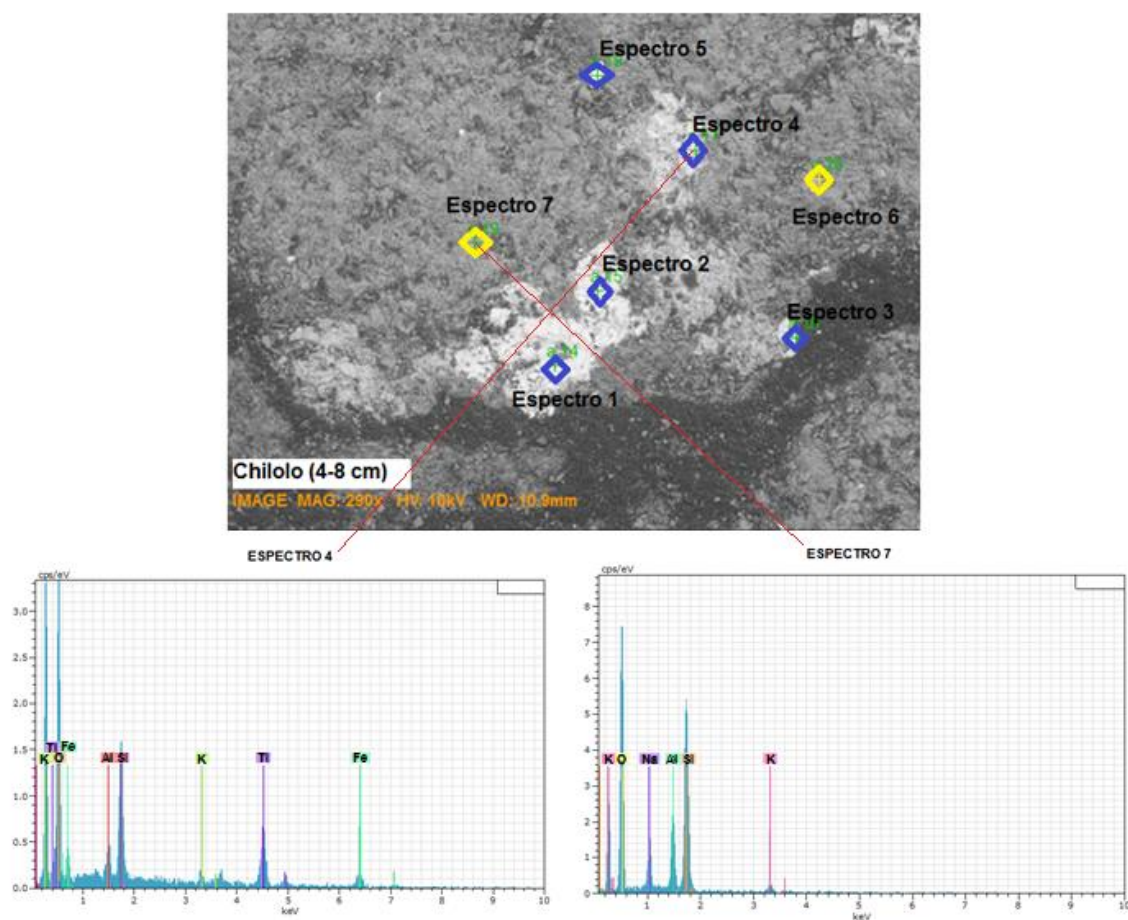 Espectro 5
Espectro 4
Espectro 7
Espectro 6
Espectro 2
Espectro 3
Espectro 1
Chilolo (4-8 cm)
IMAGE MAG: 290x HV: 10kV WD: 10.9mm
ESPECTRO 4
ESPECTRO 7
cps/eV
3.0
2.5
2.0
1.5
Ti Fe
K O Al Si K Ti Fe
1.0
0.5
0.0
1 2 3 4 5 6 7 8 9 10
keV
cps/eV
8
7
6
5
4
K O Na Al Si K
3
2
1
0
1 2 3 4 5 6 7 8 9 10
keV